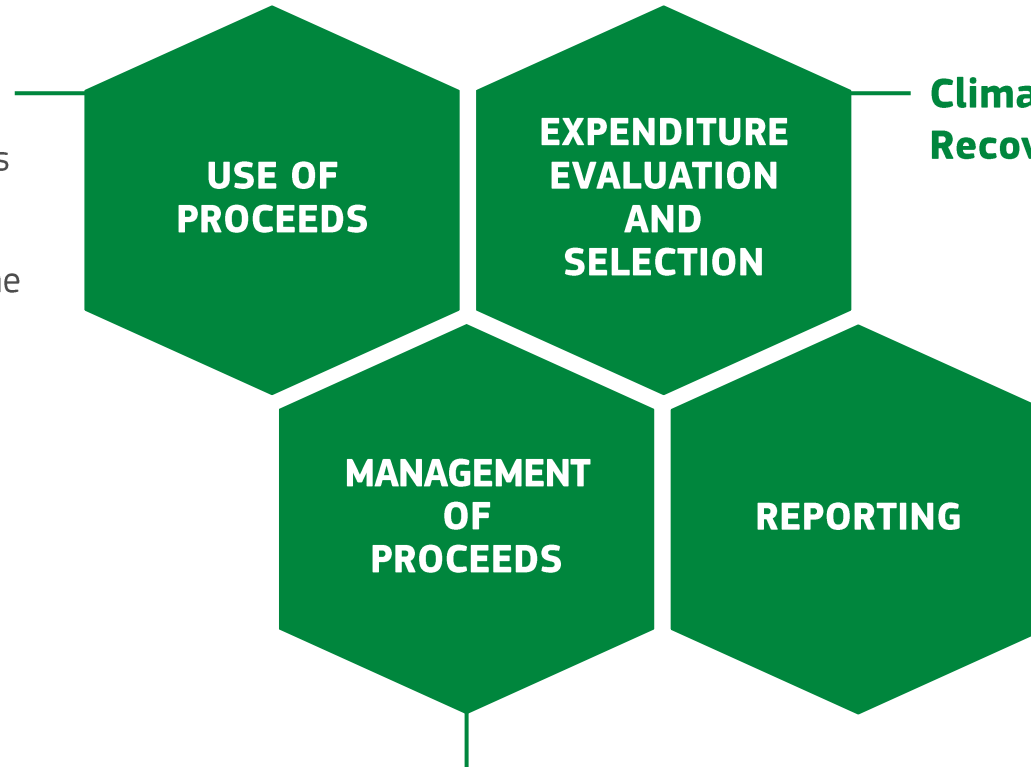 USE OF
PROCEEDS
EXPENDITURE
EVALUATION
AND
SELECTION
MANAGEMENT
OF
PROCEEDS
REPORTING